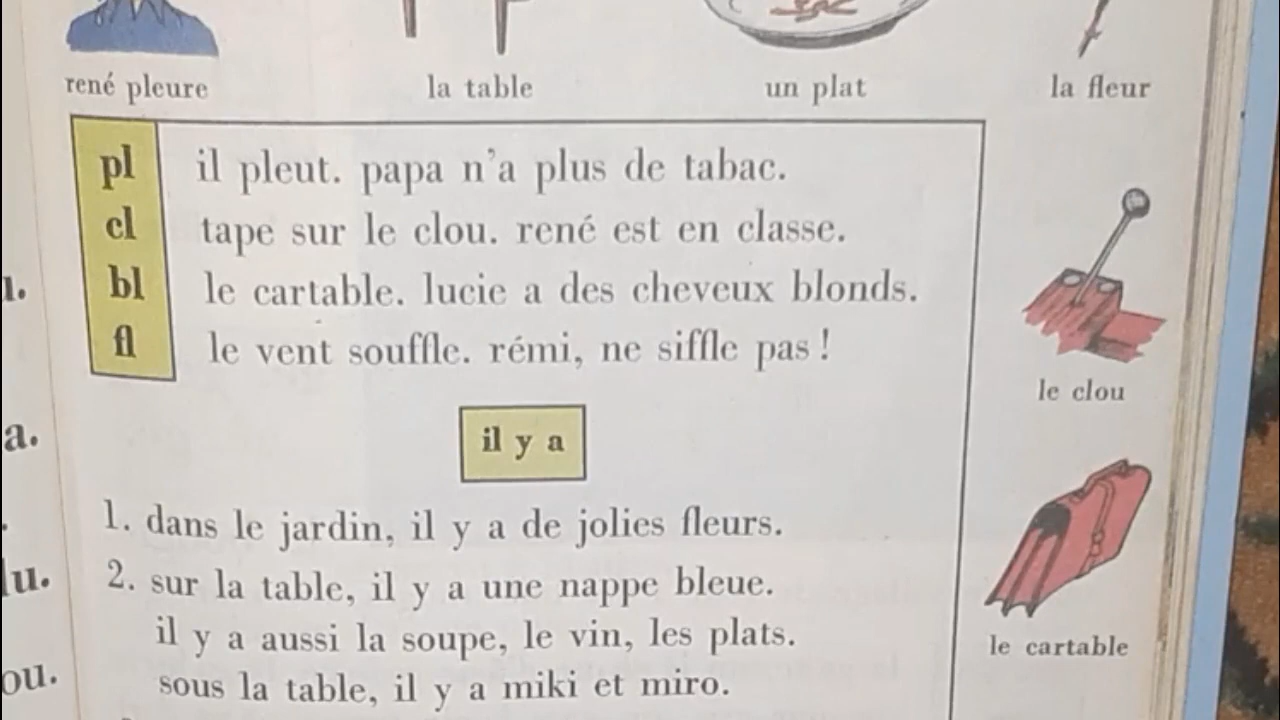 rené pleure
la table
un plat
la fleur
pl il pleut. papa n'a plus de tabac.
cl tape sur le clou. rené est en classe.
bl le cartable. lucie a des cheveux blonds.
fl le vent souffle. rémi, ne siffle pas !
le clou
il y a
1. dans le jardin, il y a de jolies fleurs.
2. sur la table, il y a une nappe bleue.
il y a aussi la soupe, le vin, les plats.
sous la table, il y a miki et miro.
le cartable
a.
ou.